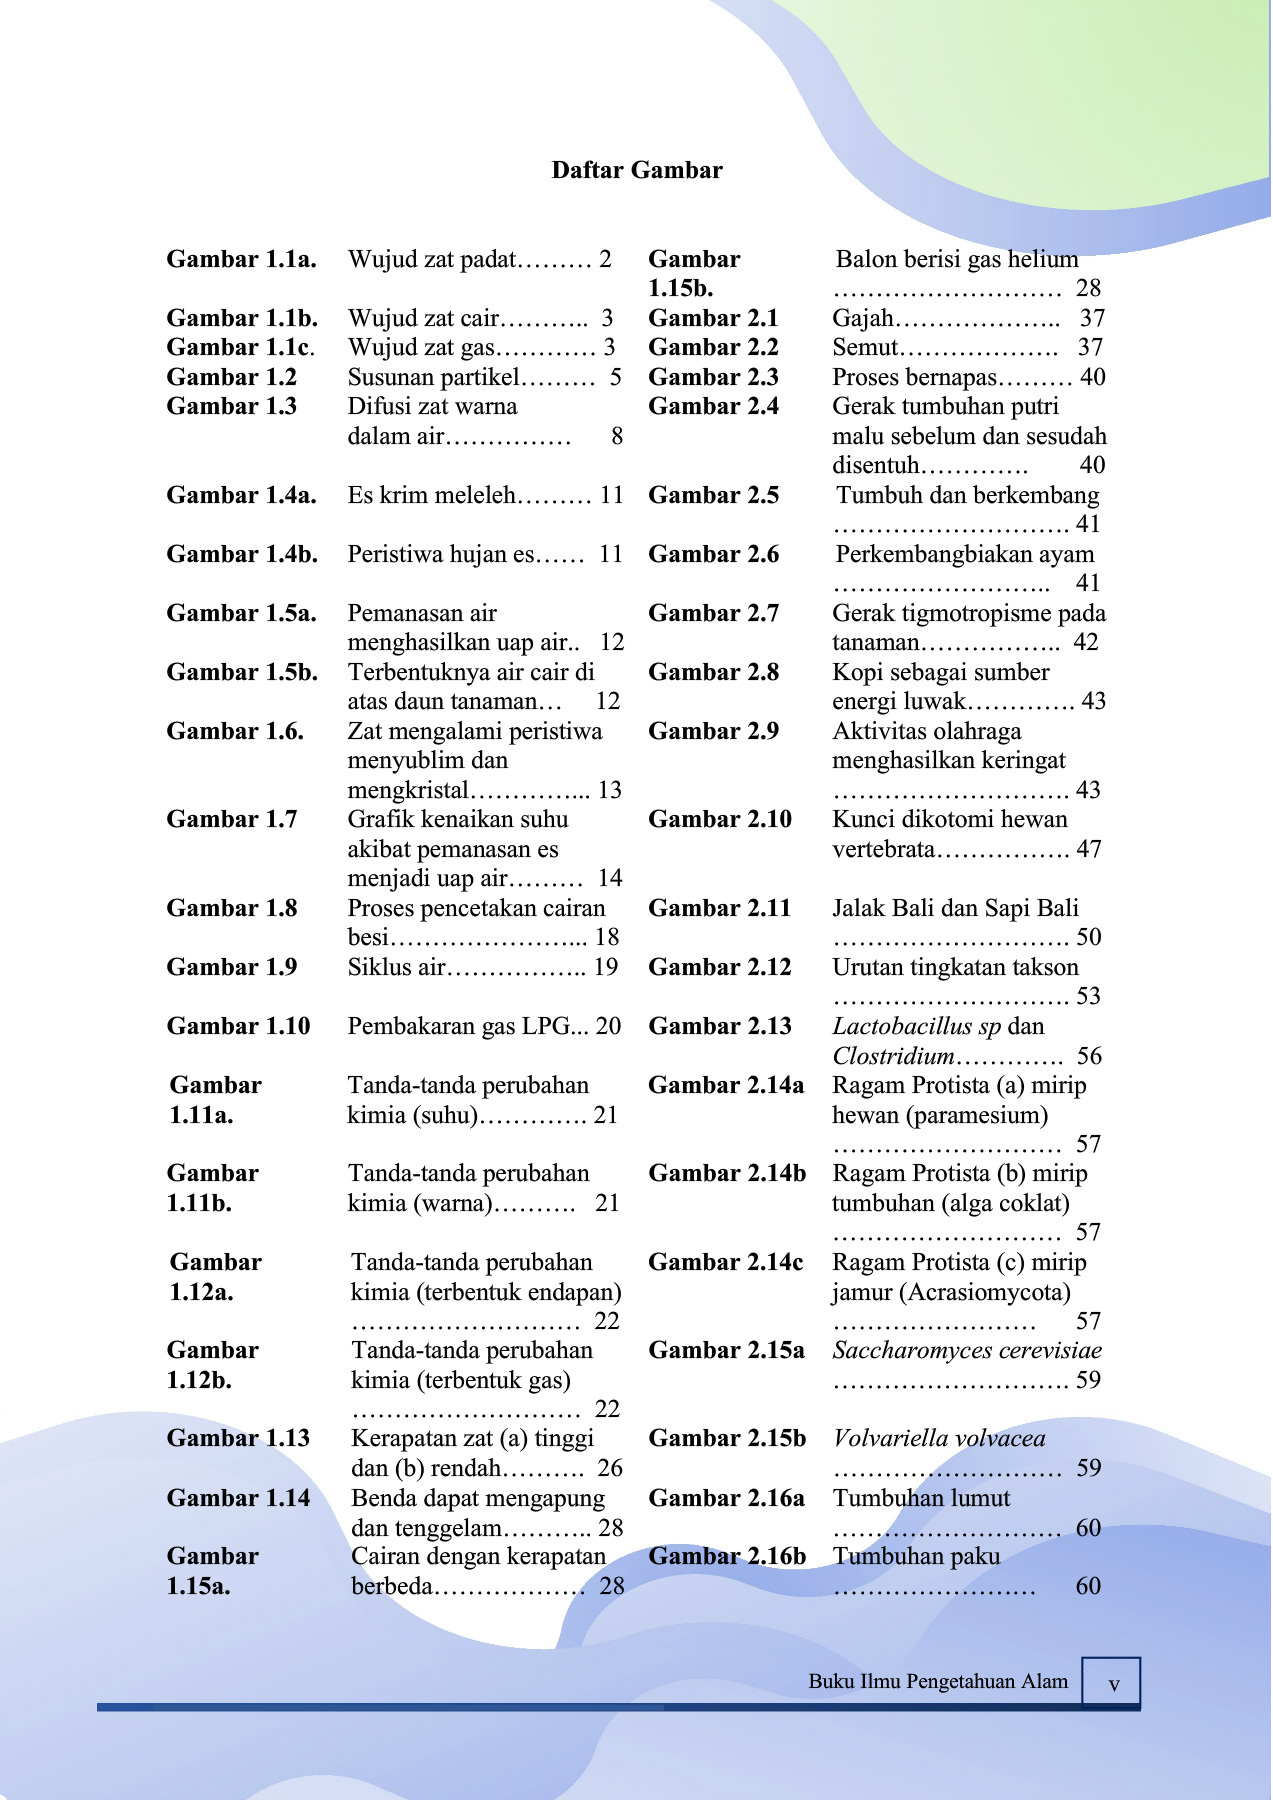 Daftar Gambar
Gambar 1.1a. Wujud zat padat……… 2
Gambar 1.1b. Wujud zat cair……….. 3
Gambar 1.1c. Wujud zat gas………… 3
Gambar 1.2 Susunan partikel……… 5
Gambar 1.3 Difusi zat warna
dalam air…………… 8
Gambar 1.4a. Es krim meleleh……… 11
Gambar 1.4b. Peristiwa hujan es…… 11
Gambar 1.5a. Pemanasan air
menghasilkan uap air.. 12
Gambar 1.5b. Terbentuknya air cair di
atas daun tanaman… 12
Gambar 1.6. Zat mengalami peristiwa
menyublim dan
mengkristal…………... 13
Gambar 1.7 Grafik kenaikan suhu
akibat pemanasan es
menjadi uap air……… 14
Gambar 1.8 Proses pencetakan cairan
besi…………………... 18
Gambar 1.9 Siklus air…………….. 19
Gambar 1.10 Pembakaran gas LPG... 20
Gambar Tanda-tanda perubahan
1.11a. kimia (suhu)…………. 21
Gambar Tanda-tanda perubahan
1.11b. kimia (warna)………. 21
Gambar Tanda-tanda perubahan
1.12a. kimia (terbentuk endapan)
………………………… 22
Gambar Tanda-tanda perubahan
1.12b. kimia (terbentuk gas)
………………………… 22
Gambar 1.13 Kerapatan zat (a) tinggi
dan (b) rendah………. 26
Gambar 1.14 Benda dapat mengapung
dan tenggelam……….. 28
Gambar Cairan dengan kerapatan
1.15a. berbeda……………… 28
Gambar Balon berisi gas helium
1.15b. ……………………… 28
Gambar 2.1 Gajah……………….. 37
Gambar 2.2 Semut………………. 37
Gambar 2.3 Proses bernapas……… 40
Gambar 2.4 Gerak tumbuhan putri
malu sebelum dan sesudah
disentuh…………. 40
Gambar 2.5 Tumbuh dan berkembang
………………………. 41
Gambar 2.6 Perkembangbiakan ayam
…………………….. 41
Gambar 2.7 Gerak tigmotropisme pada
tanaman…………….. 42
Gambar 2.8 Kopi sebagai sumber
energi luwak…………. 43
Gambar 2.9 Aktivitas olahraga
menghasilkan keringat
………………………. 43
Gambar 2.10 Kunci dikotomi hewan
vertebrata……………. 47
Gambar 2.11 Jalak Bali dan Sapi Bali
………………………. 50
Gambar 2.12 Urutan tingkatan takson
………………………. 53
Gambar 2.13 Lactobacillus sp dan
Clostridium…………. 56
Gambar 2.14a Ragam Protista (a) mirip
hewan (paramesium)
……………………… 57
Gambar 2.14b Ragam Protista (b) mirip
tumbuhan (alga coklat)
……………………… 57
Gambar 2.14c Ragam Protista (c) mirip
jamur (Acrasiomycota)
…………………… 57
Gambar 2.15a Saccharomyces cerevisiae
………………………. 59
Gambar 2.15b Volvariella volvacea
……………………… 59
Gambar 2.16a Tumbuhan lumut
……………………… 60
Gambar 2.16b Tumbuhan paku
…………………… 60
Buku Ilmu Pengetahuan Alam v